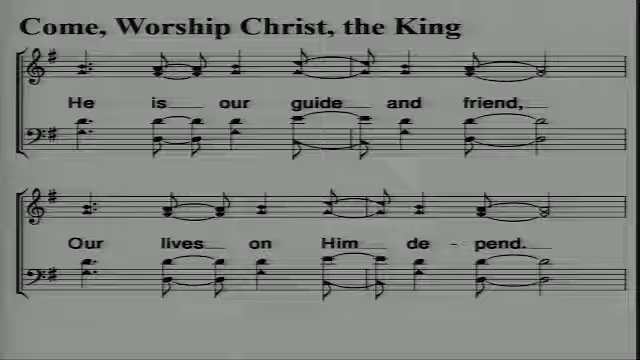 Come, Worship Christ, the King
He is our guide and friend,
Our lives on Him de - pend.